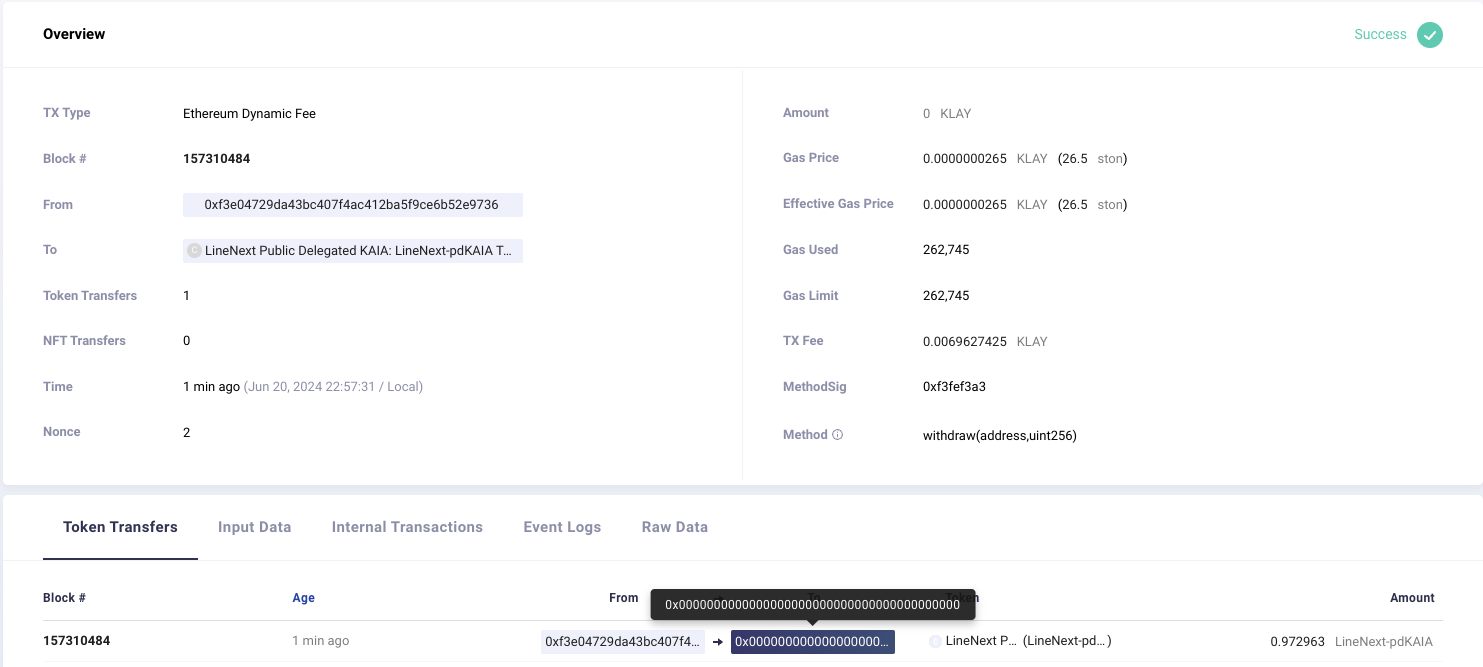 Overview
Success
TX Type Ethereum Dynamic Fee
Block # 157310484
From 0xf3e04729da43bc407f4ac412ba5f9ce6b52e9736
To LineNext Public Delegated KAIA: LineNext-pdKAIA T...
Token Transfers 1
NFT Transfers 0
Time 1 min ago (Jun 20, 2024 22:57:31 / Local)
Nonce 2
Amount 0 KLAY
Gas Price 0.0000000265 KLAY (26.5 ston)
Effective Gas Price 0.0000000265 KLAY (26.5 ston)
Gas Used 262,745
Gas Limit 262,745
TX Fee 0.0069627425 KLAY
MethodSig 0xf3fef3a3
Method withdraw(address,uint256)
Token Transfers Input Data Internal Transactions Event Logs Raw Data
0x0000000000000000000000000000000000000000
Block # Age From To Token Amount
157310484 1 min ago 0xf3e04729da43bc407f4... 0x000000000000000000... LineNext P... (LineNext-pd...) 0.972963 LineNext-pdKAIA